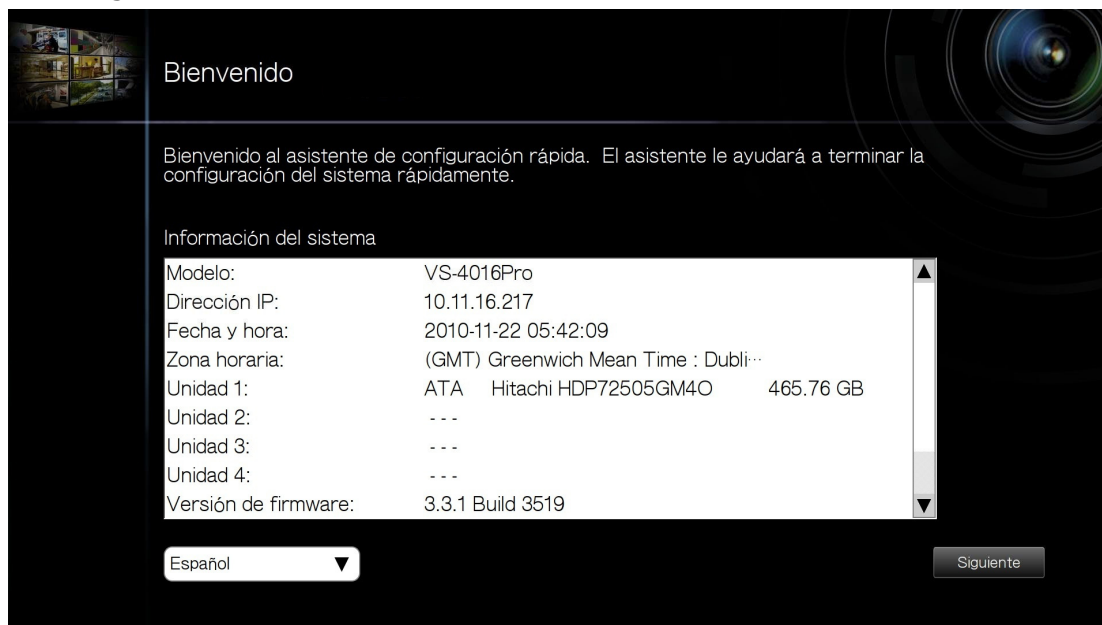 Bienvenido
Bienvenido al asistente de configuración rápida. El asistente le ayudará a terminar la
configuración del sistema rápidamente.
Información del sistema
Modelo: VS-4016Pro
Dirección IP: 10.11.16.217
Fecha y hora: 2010-11-22 05:42:09
Zona horaria: (GMT) Greenwich Mean Time : Dubli...
Unidad 1: ATA Hitachi HDP72505GM4O 465.76 GB
Unidad 2: ---
Unidad 3: ---
Unidad 4: ---
Versión de firmware: 3.3.1 Build 3519
Español ▼
Siguiente